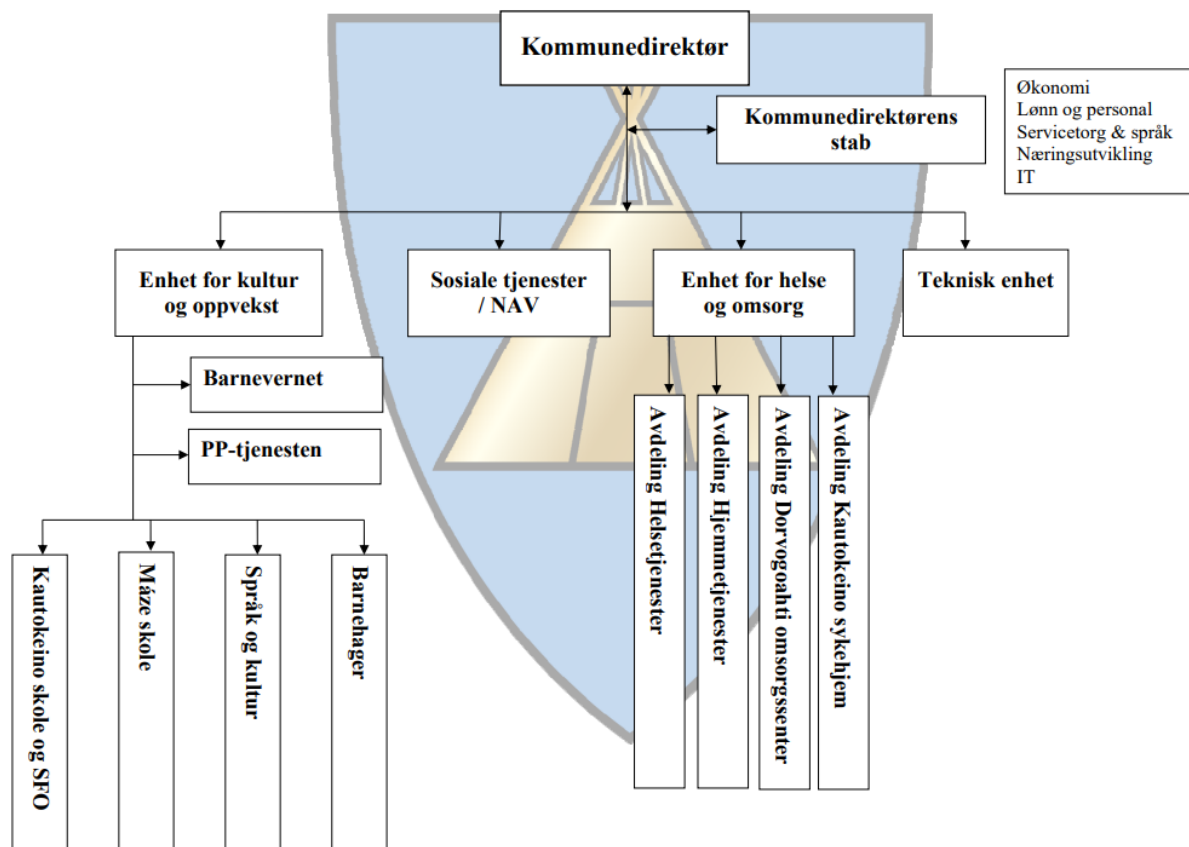 Kommunedirektør
Kommunedirektørens
stab
Økonomi
Lønn og personal
Servicetorg & språk
Næringsutvikling
IT
Enhet for kultur
og oppvekst
Sosiale tjenester
/ NAV
Enhet for helse
og omsorg
Teknisk enhet
Barnevernet
PP-tjenesten
Kautokeino skole og SFO
Máze skole
Språk og kultur
Barnehager
Avdeling Helsetjenester
Avdeling Hjemmetjenester
Avdeling Dorvogoahti omsorgssenter
Avdeling Kautokeino sykehjem